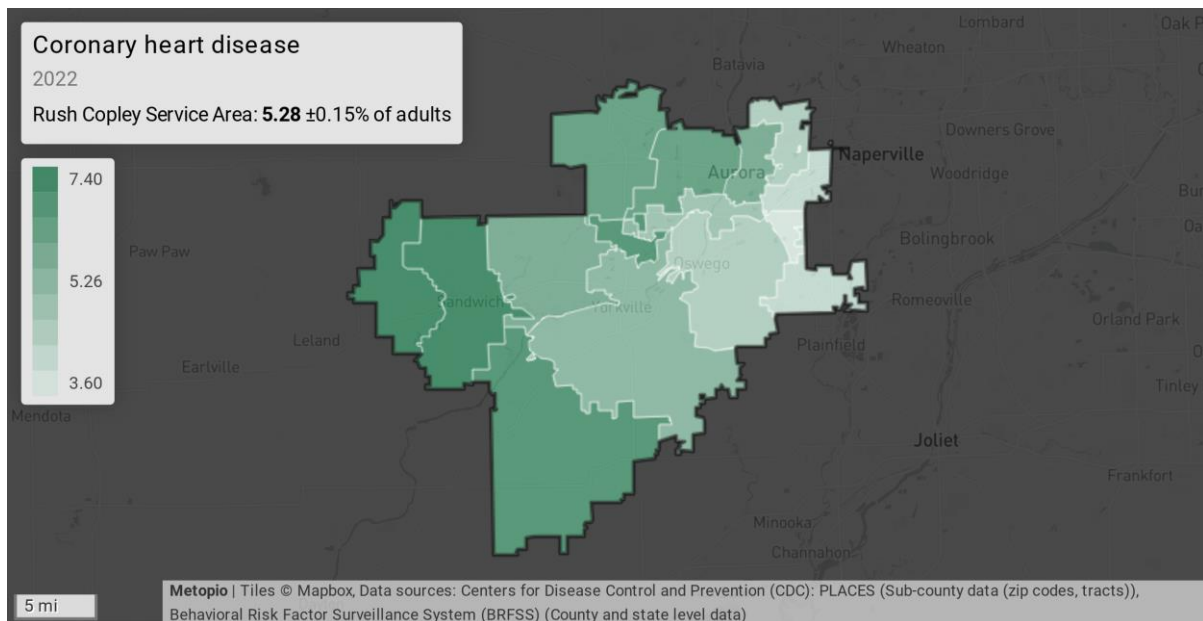 Coronary heart disease
2022
Rush Copley Service Area: 5.28 ±0.15% of adults
7.40
5.26
3.60
Lombard
Oak
Wheaton
Batavia
Downers Grove
Naperville
Woodridge
Aurora
Bolingbrook
Paw Paw
Oswego
Sandwich
Yorkville
Romeoville
Orland Park
Leland
Plainfield
Earlville
Tinley
Mendota
Joliet
Frankfort
Minooka
Channahon
5 mi
Metopio | Tiles © Mapbox, Data sources: Centers for Disease Control and Prevention (CDC): PLACES (Sub-county data (zip codes, tracts)),
Behavioral Risk Factor Surveillance System (BRFSS) (County and state level data)